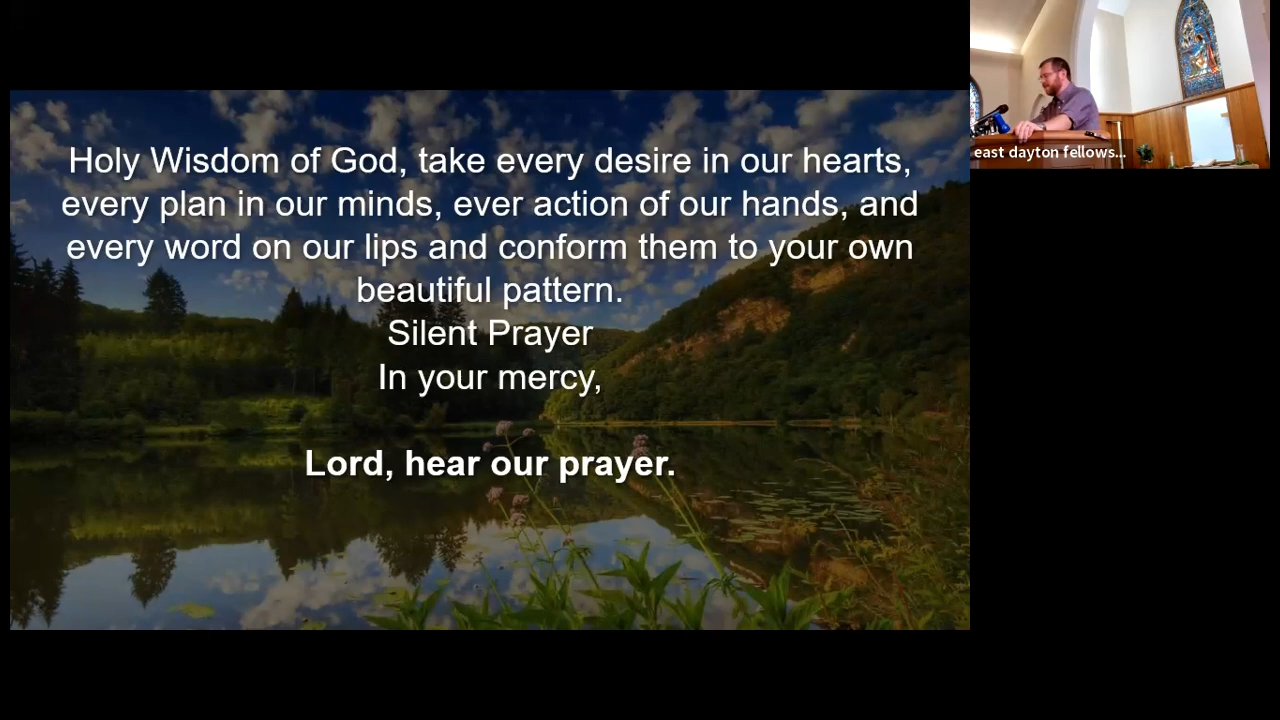 Holy Wisdom of God, take every desire in our hearts,
every plan in our minds, ever action of our hands, and
every word on our lips and conform them to your own
beautiful pattern.
Silent Prayer
In your mercy,
Lord, hear our prayer.
east dayton fellows...